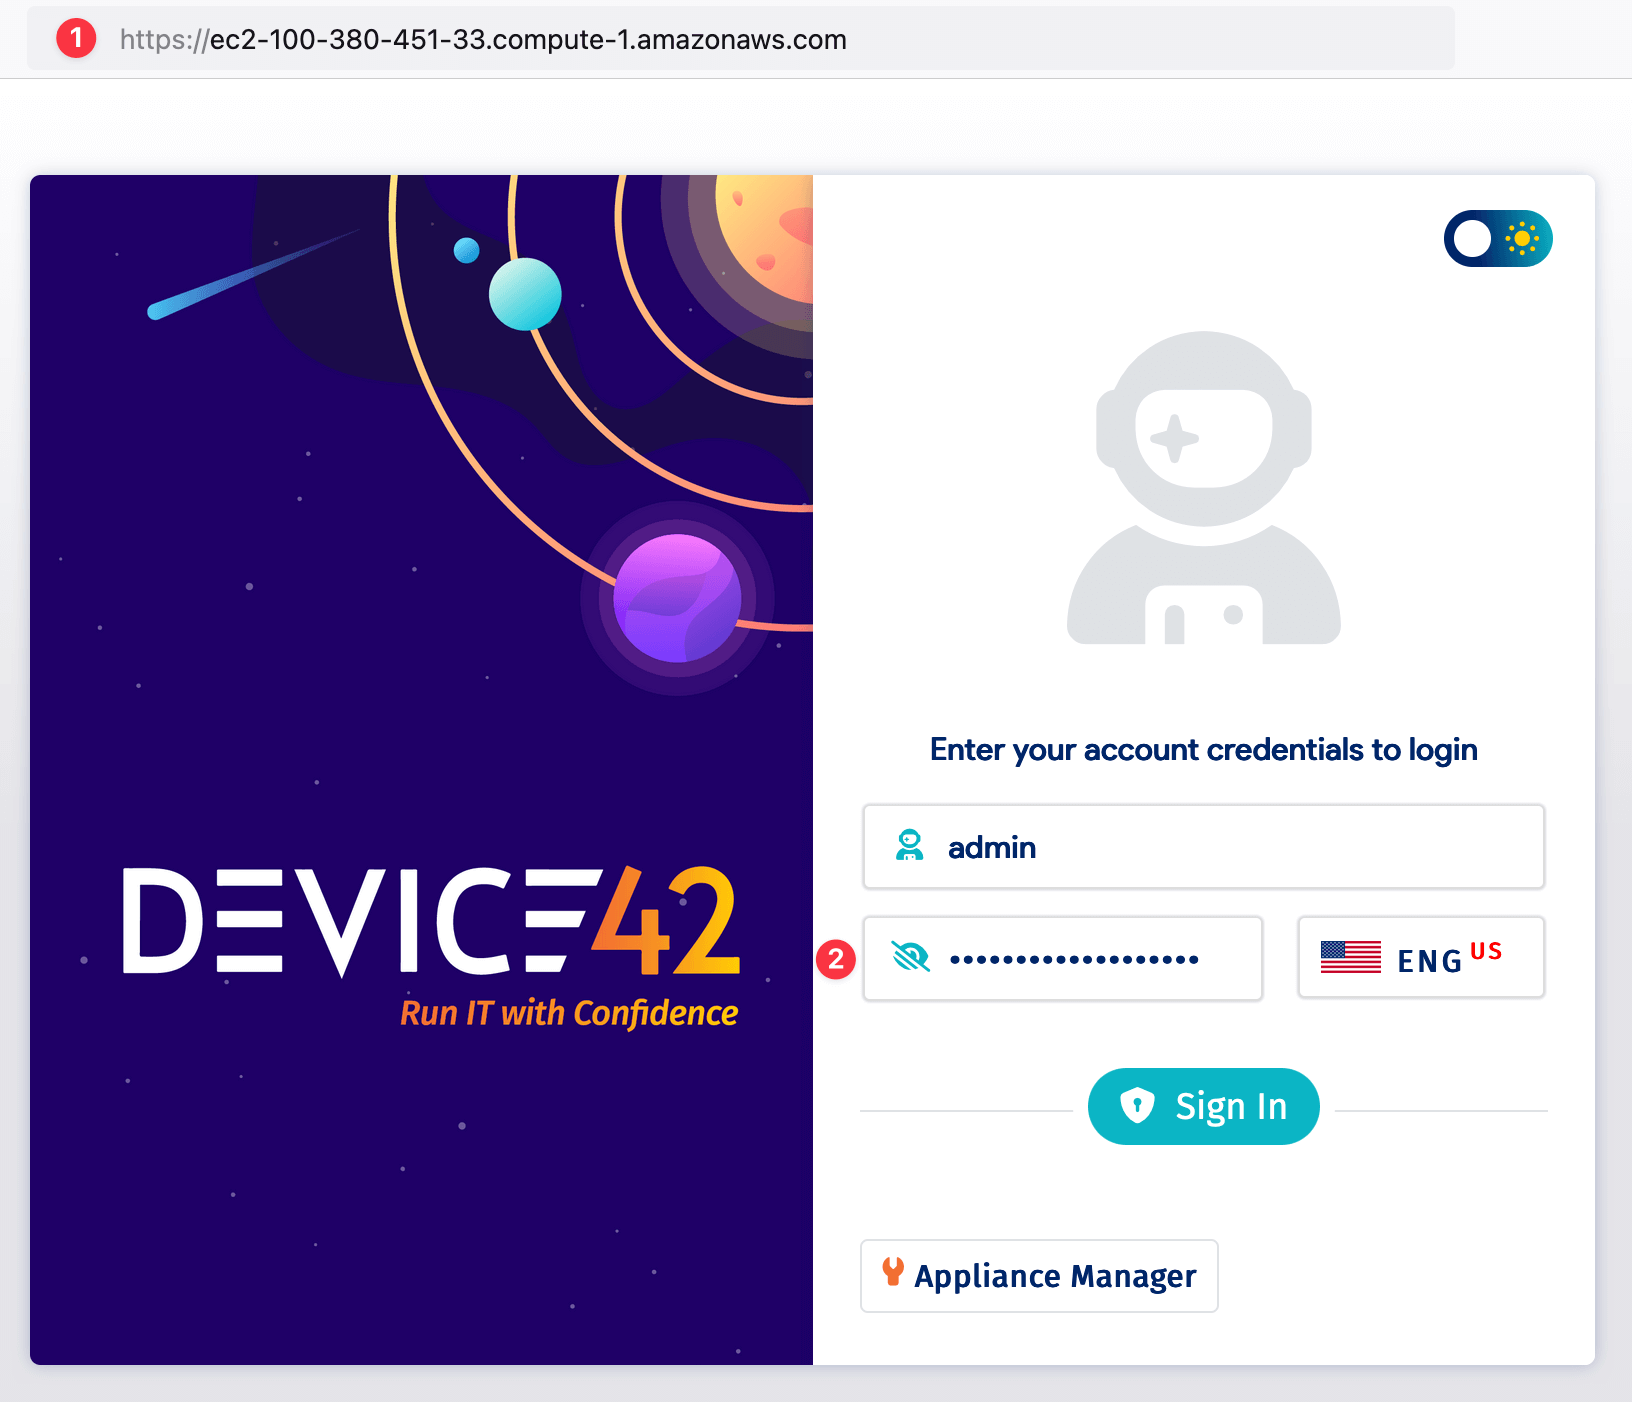 1 https://ec2-100-380-451-33.compute-1.amazonaws.com
DEVICE42
Run IT with Confidence
Enter your account credentials to login
admin
2 ••••••••••••••••••• ENG US
Sign In
Appliance Manager